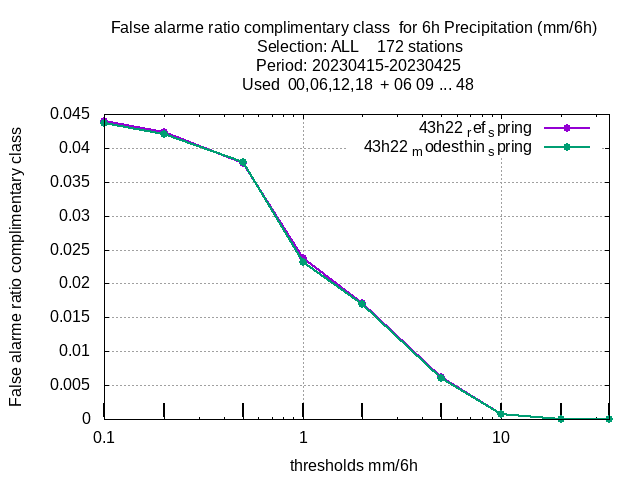 False alarme ratio complimentary class for 6h Precipitation (mm/6h)
Selection: ALL 172 stations
Period: 20230415-20230425
Used 00,06,12,18 + 06 09 ... 48
43h22 ref spring
43h22 modesthin spring
False alarme ratio complimentary class
0.045
0.04
0.035
0.03
0.025
0.02
0.015
0.01
0.005
0
0.1 1 10
thresholds mm/6h